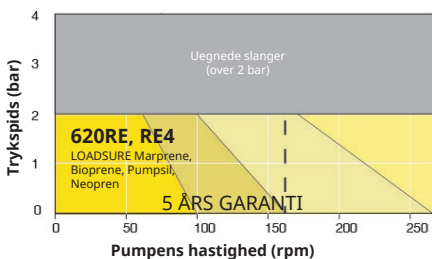 Trykspids (bar)
4
3
2
1
0
Uegnede slanger
(over 2 bar)
620RE, RE4
LOADSURE Marprene,
Bioprene, Pumpsil,
Neopren
5 ÅRS GARANTI
0 50 100 150 200 250
Pumpens hastighed (rpm)